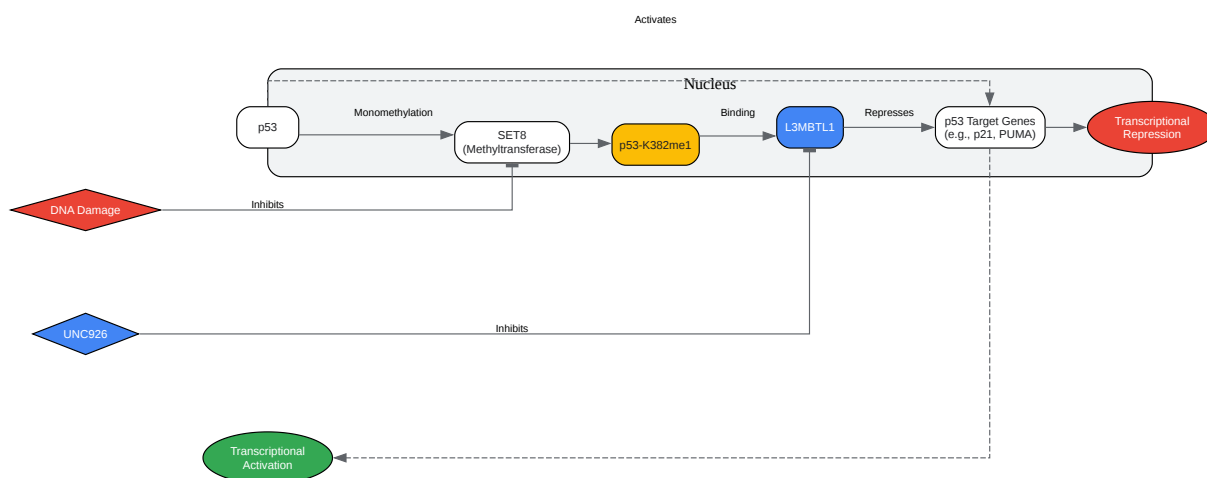 Activates
Nucleus
p53
Monomethylation
SET8
(Methyltransferase)
p53-K382me1
Binding
L3MBTL1
Represses
p53 Target Genes
(e.g., p21, PUMA)
Transcriptional
Repression
DNA Damage
Inhibits
UNC926
Inhibits
Transcriptional
Activation